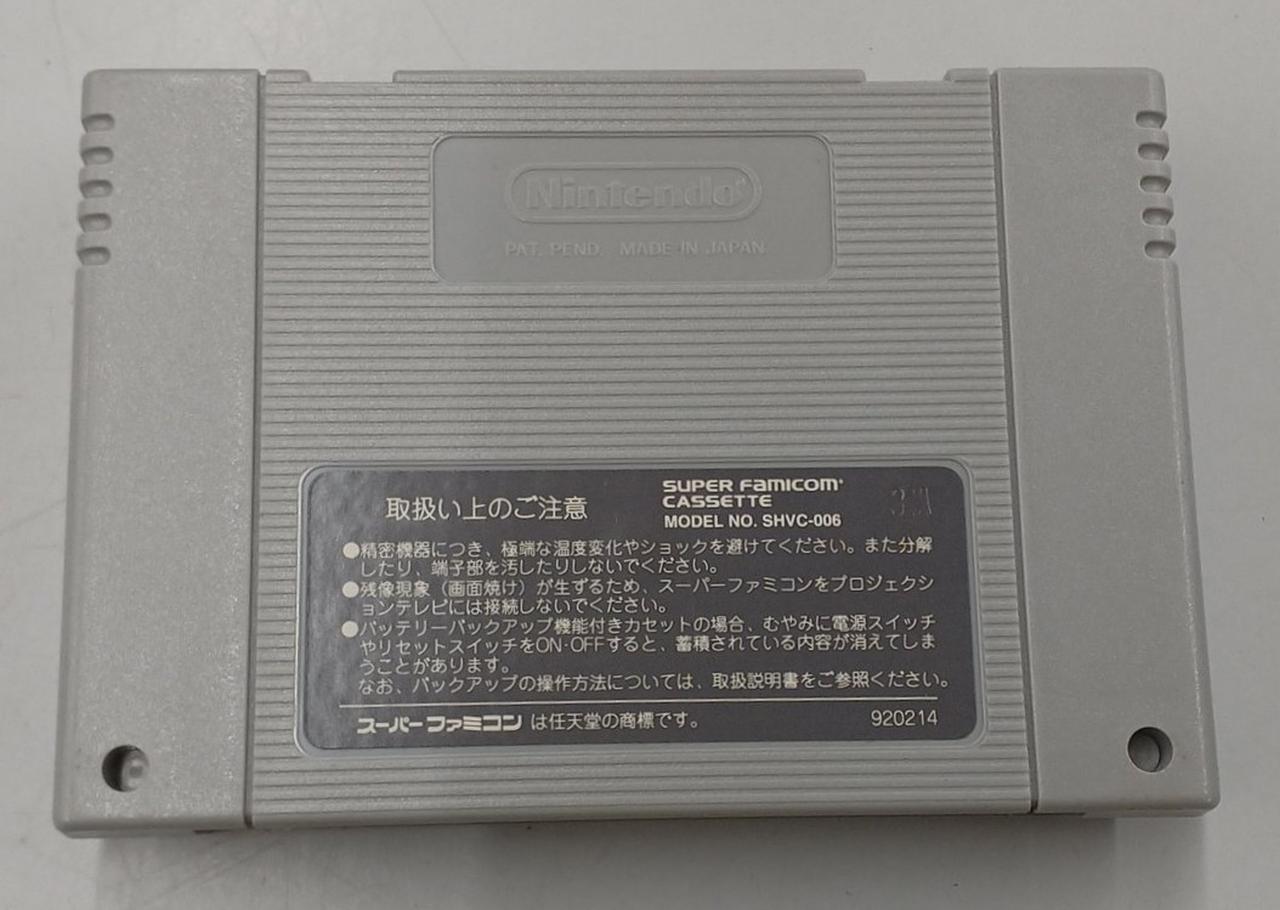 Nintendo®
PAT. PEND. MADE IN JAPAN
取扱い上のご注意
SUPER FAMICOM®
CASSETTE
MODEL NO. SHVC-006
●精密機器につき、極端な温度変化やショックを避けてください。また分解
したり、端子部を汚したりしないでください。
●残像現象（画面焼け）が生ずるため、スーパーファミコンをプロジェクシ
ョンテレビには接続しないでください。
●バッテリーバックアップ機能付きカセットの場合、むやみに電源スイッチ
やリセットスイッチをON・OFFすると、蓄積されている内容が消えてしま
うことがあります。
なお、バックアップの操作方法については、取扱説明書をご参照ください。
スーパーファミコン は任天堂の商標です。
920214